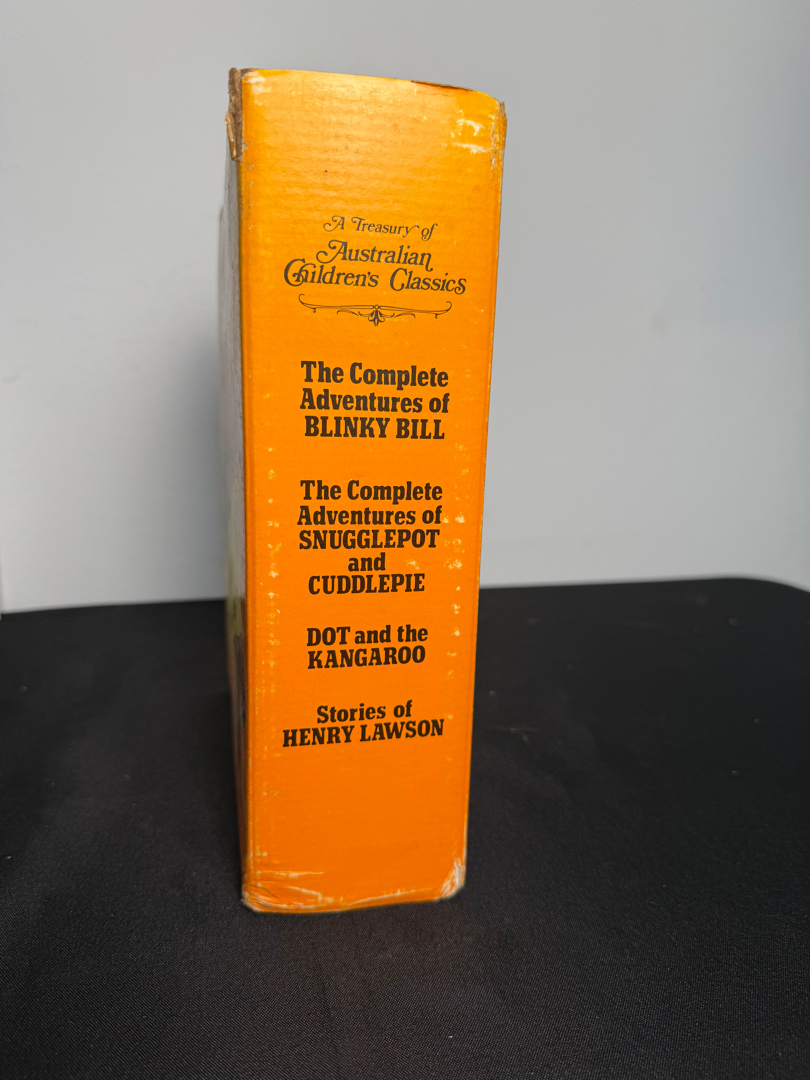 A Treasury of
Australian
Children's Classics
The Complete
Adventures of
BLINKY BILL
The Complete
Adventures of
SNUGGLEPOT
and
CUDDLEPIE
DOT and the
KANGAROO
Stories of
HENRY LAWSON